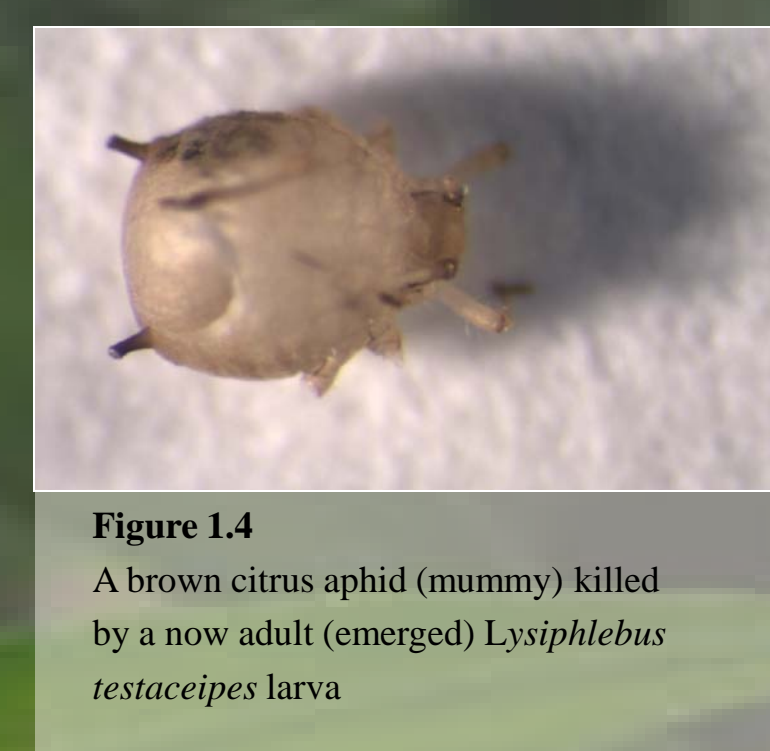 Figure 1.4
A brown citrus aphid (mummy) killed
by a now adult (emerged) Lysiphlebus
testaceipes larva